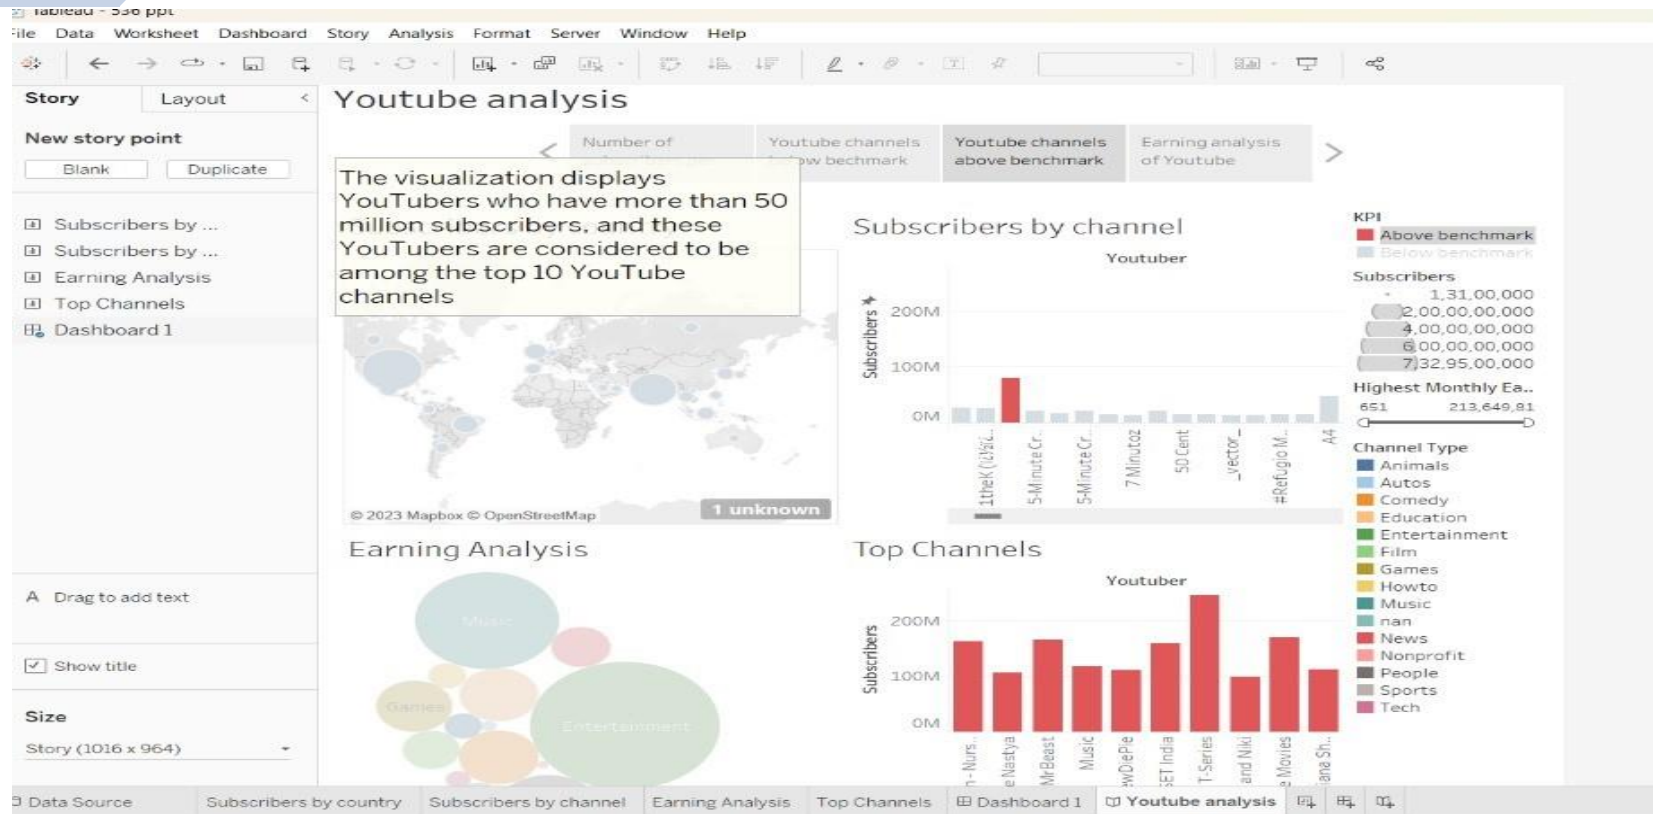 Tableau - 536 ppt
File Data Worksheet Dashboard Story Analysis Format Server Window Help
Story Layout
New story point
Blank Duplicate
Subscribers by ...
Subscribers by ...
Earning Analysis
Top Channels
Dashboard 1
A Drag to add text
Show title
Size
Story (1016 x 964)
Youtube analysis
Number of
Youtube channels
below bechmark
Youtube channels
above benchmark
Earning analysis
of Youtube
The visualization displays
YouTubers who have more than 50
million subscribers, and these
YouTubers are considered to be
among the top 10 YouTube
channels
© 2023 Mapbox © OpenStreetMap
1 unknown
Subscribers by channel
Youtuber
Subscribers
200M
100M
0M
1theK
5-Minute Cr..
5-Minute Cr..
7 Minutoz
50 Cent
_vector_
#Refugio M..
A4
Earning Analysis
Music
Games
Entertainment
Top Channels
Youtuber
Subscribers
200M
100M
0M
- Nurs..
Nastya
MrBeast
Music
ewDiePie
SET India
T-Series
and Niki
Movies
iana Sh..
KPI
Above benchmark
Below benchmark
Subscribers
1,31,00,000
2,00,00,00,000
4,00,00,00,000
6,00,00,00,000
7,32,95,00,000
Highest Monthly Ea..
651 213,649,81
Channel Type
Animals
Autos
Comedy
Education
Entertainment
Film
Games
Howto
Music
nan
News
Nonprofit
People
Sports
Tech
Data Source Subscribers by country Subscribers by channel Earning Analysis Top Channels Dashboard 1 Youtube analysis